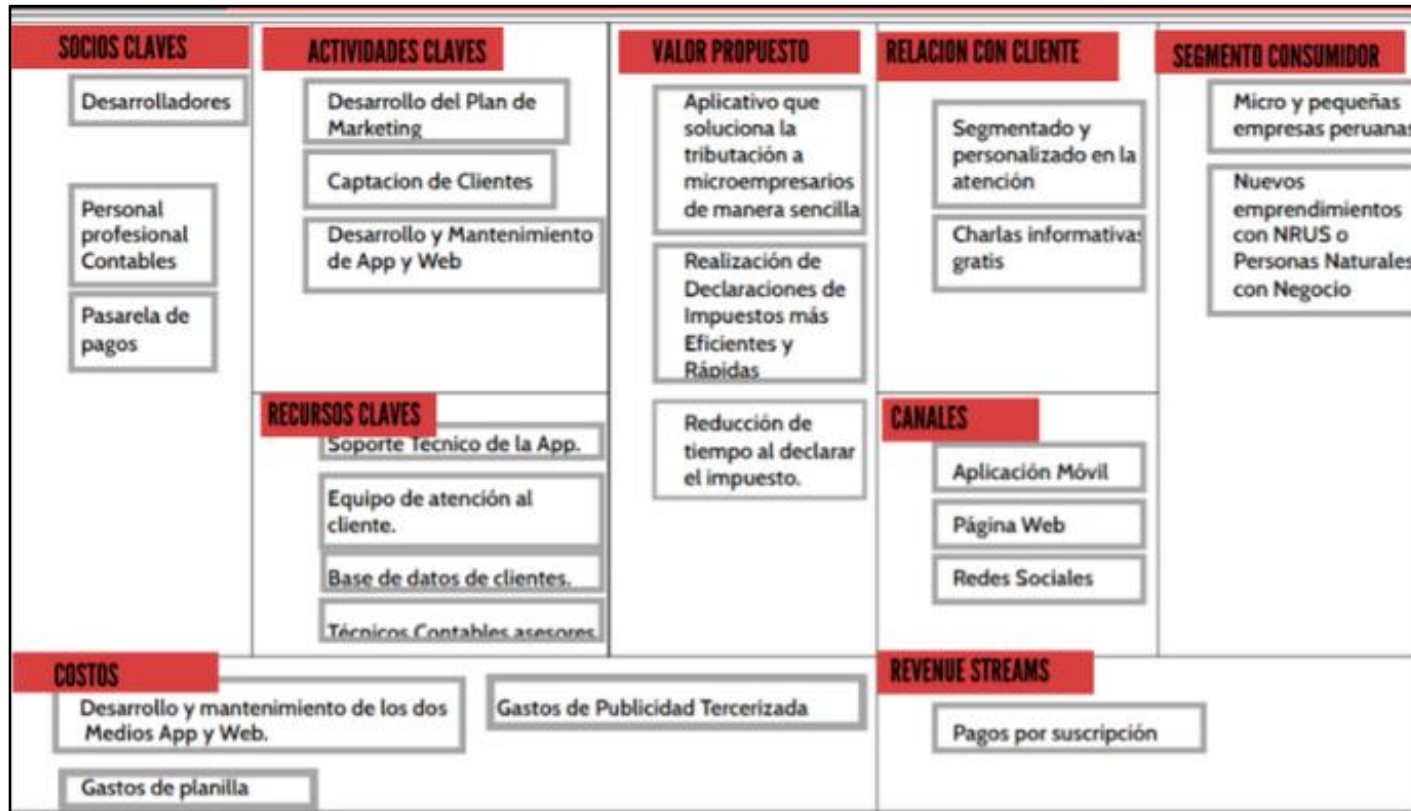 SOCIOS CLAVES
Desarrolladores
Personal
profesional
Contables
Pasarela de
pagos
ACTIVIDADES CLAVES
Desarrollo del Plan de
Marketing
Captacion de Clientes
Desarrollo y Mantenimiento
de App y Web
RECURSOS CLAVES
Soporte Técnico de la App.
Equipo de atención al
cliente.
Base de datos de clientes.
Técnicos Contables asesores
VALOR PROPUESTO
Aplicativo que
soluciona la
tributación a
microempresarios
de manera sencilla
Realización de
Declaraciones de
Impuestos más
Eficientes y
Rápidas
Reducción de
tiempo al declarar
el impuesto.
RELACION CON CLIENTE
Segmentado y
personalizado en la
atención
Charlas informativas
gratis
CANALES
Aplicación Móvil
Página Web
Redes Sociales
SEGMENTO CONSUMIDOR
Micro y pequeñas
empresas peruanas
Nuevos
emprendimientos
con NRUS o
Personas Naturales
con Negocio
COSTOS
Desarrollo y mantenimiento de los dos
Medios App y Web.
Gastos de Publicidad Tercerizada
Gastos de planilla
REVENUE STREAMS
Pagos por suscripción